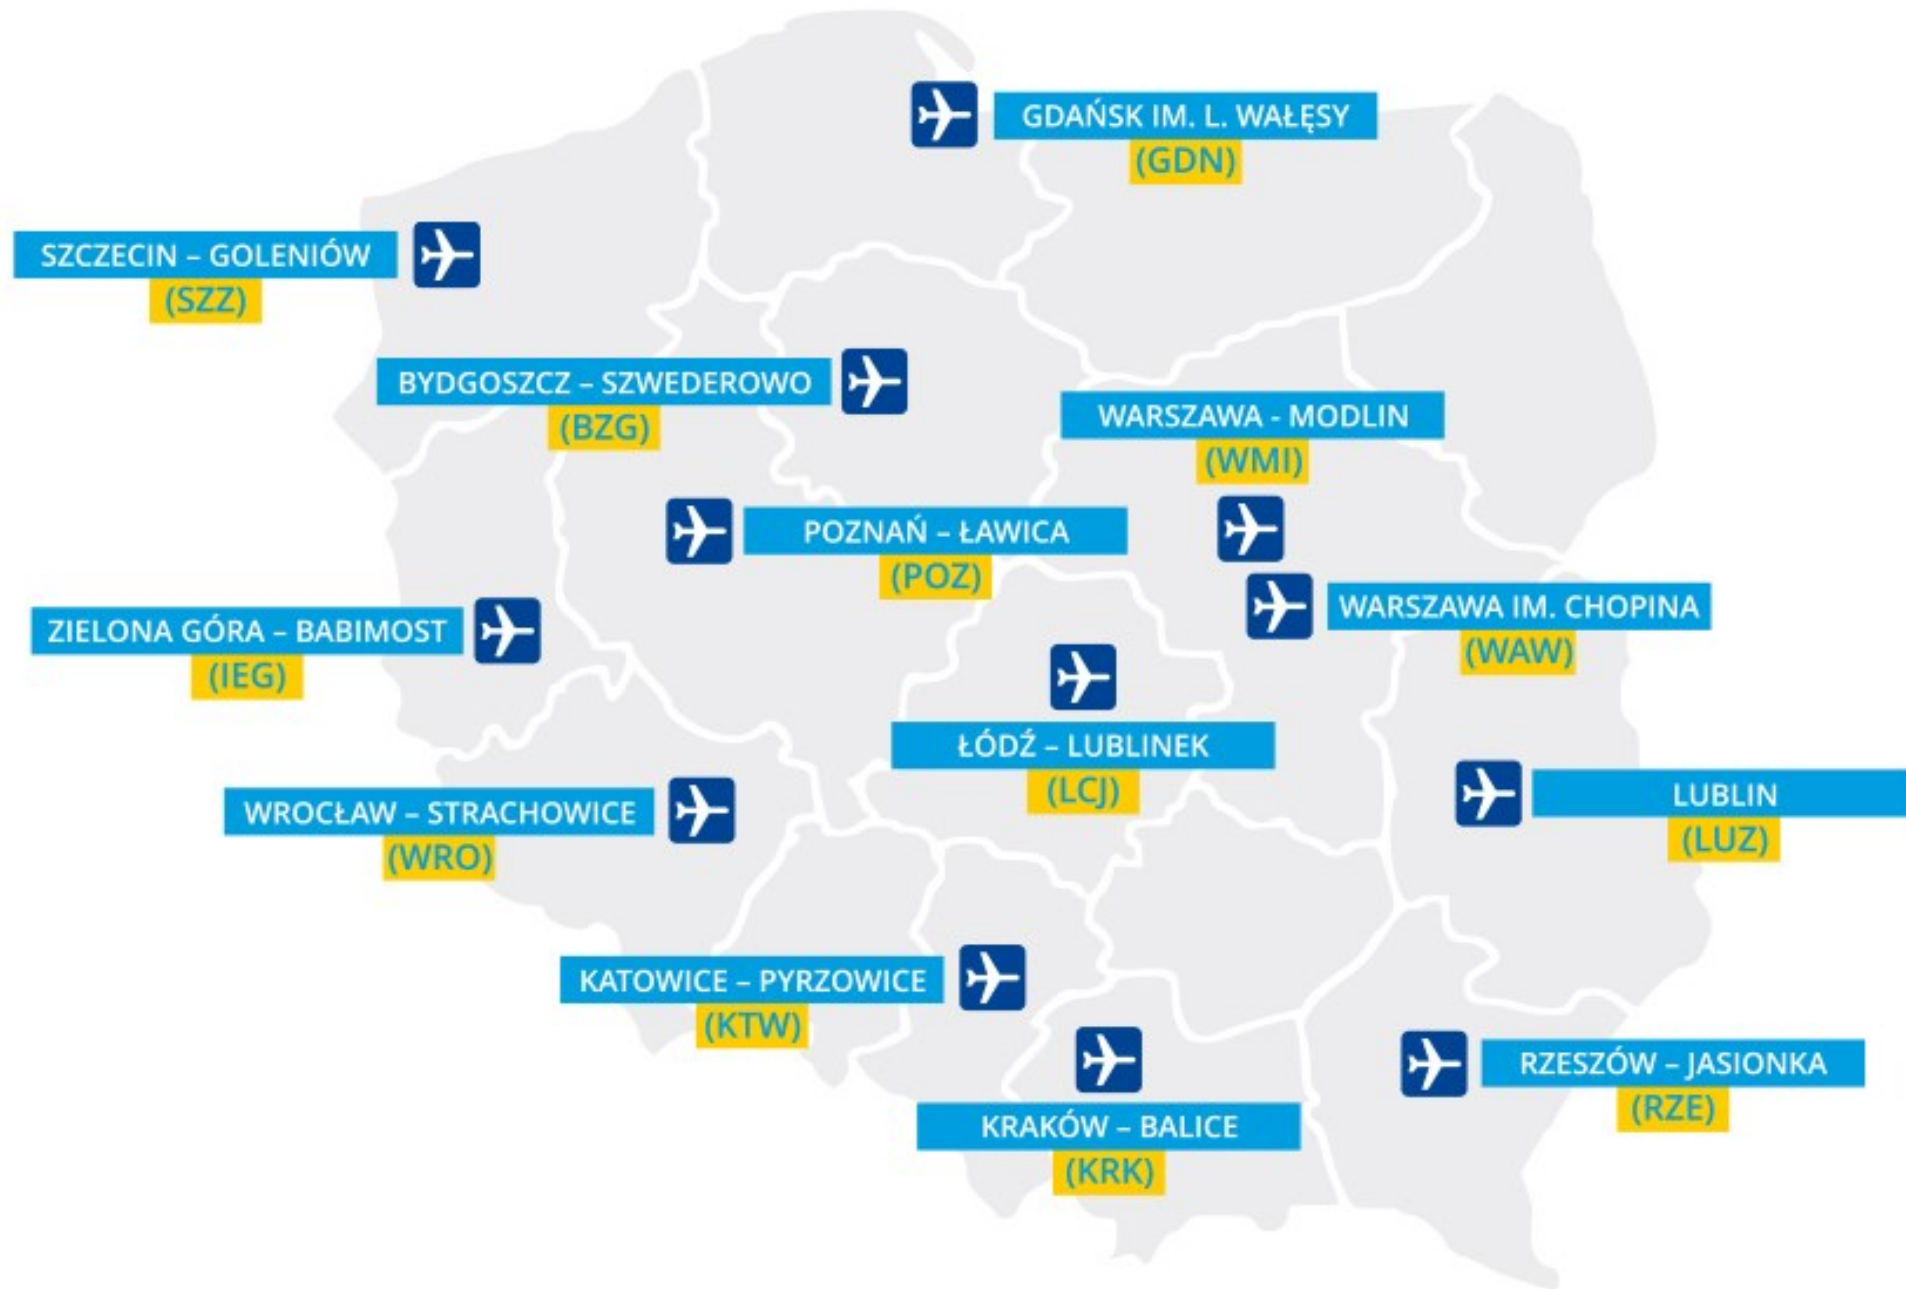 GDAŃSK IM. L. WAŁĘSY
(GDN)
SZCZECIN – GOLENIÓW
(SZZ)
BYDGOSZCZ – SZWEDEROWO
(BZG)
WARSZAWA - MODLIN
(WMI)
POZNAŃ – ŁAWICA
(POZ)
WARSZAWA IM. CHOPINA
(WAW)
ZIELONA GÓRA – BABIMOST
(IEG)
ŁÓDŹ – LUBLINEK
(LCJ)
LUBLIN
(LUZ)
WROCŁAW – STRACHOWICE
(WRO)
KATOWICE – PYRZOWICE
(KTW)
RZESZÓW – JASIONKA
(RZE)
KRAKÓW – BALICE
(KRK)